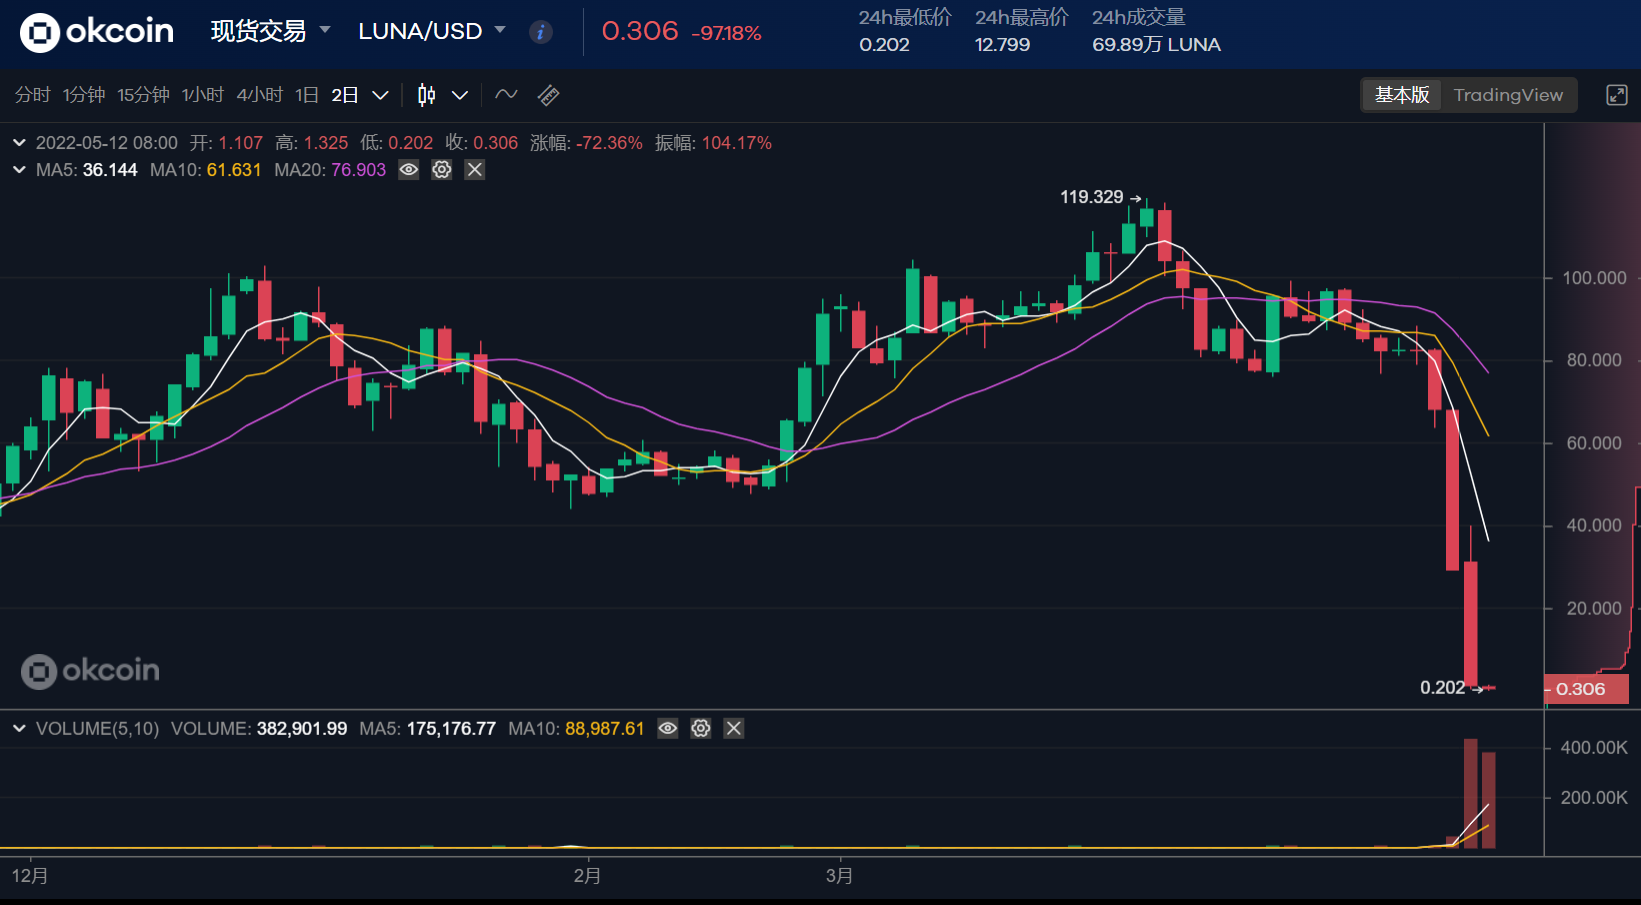 okcoin 现货交易 LUNA/USD i 0.306 -97.18% 24h最低价 24h最高价 24h成交量
0.202 12.799 69.89万 LUNA
分时 1分钟 15分钟 1小时 4小时 1日 2日 基本版 TradingView
2022-05-12 08:00 开: 1.107 高: 1.325 低: 0.202 收: 0.306 涨幅: -72.36% 振幅: 104.17%
MA5: 36.144 MA10: 61.631 MA20: 76.903
119.329
100.000
80.000
60.000
40.000
20.000
okcoin
0.202 0.306
VOLUME(5,10) VOLUME: 382,901.99 MA5: 175,176.77 MA10: 88,987.61
400.00K
200.00K
12月 2月 3月